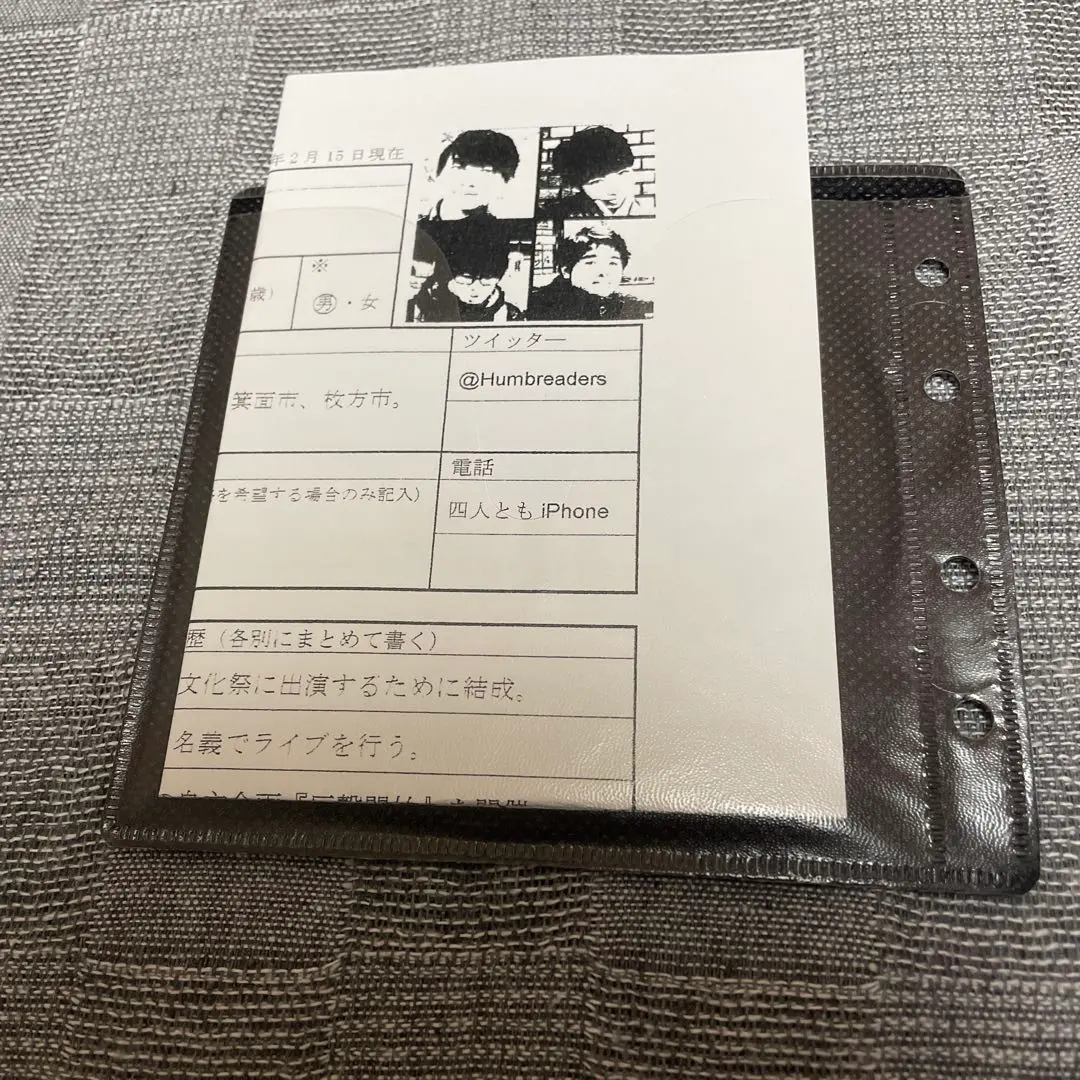 年2月15日現在
※
歳)
男・女
ツイッター
@Humbreaders
箕面市、枚方市。
電話
を希望する場合のみ記入)
四人とも iPhone
歴(各別にまとめて書く)
文化祭に出演するために結成。
名義でライブを行う。